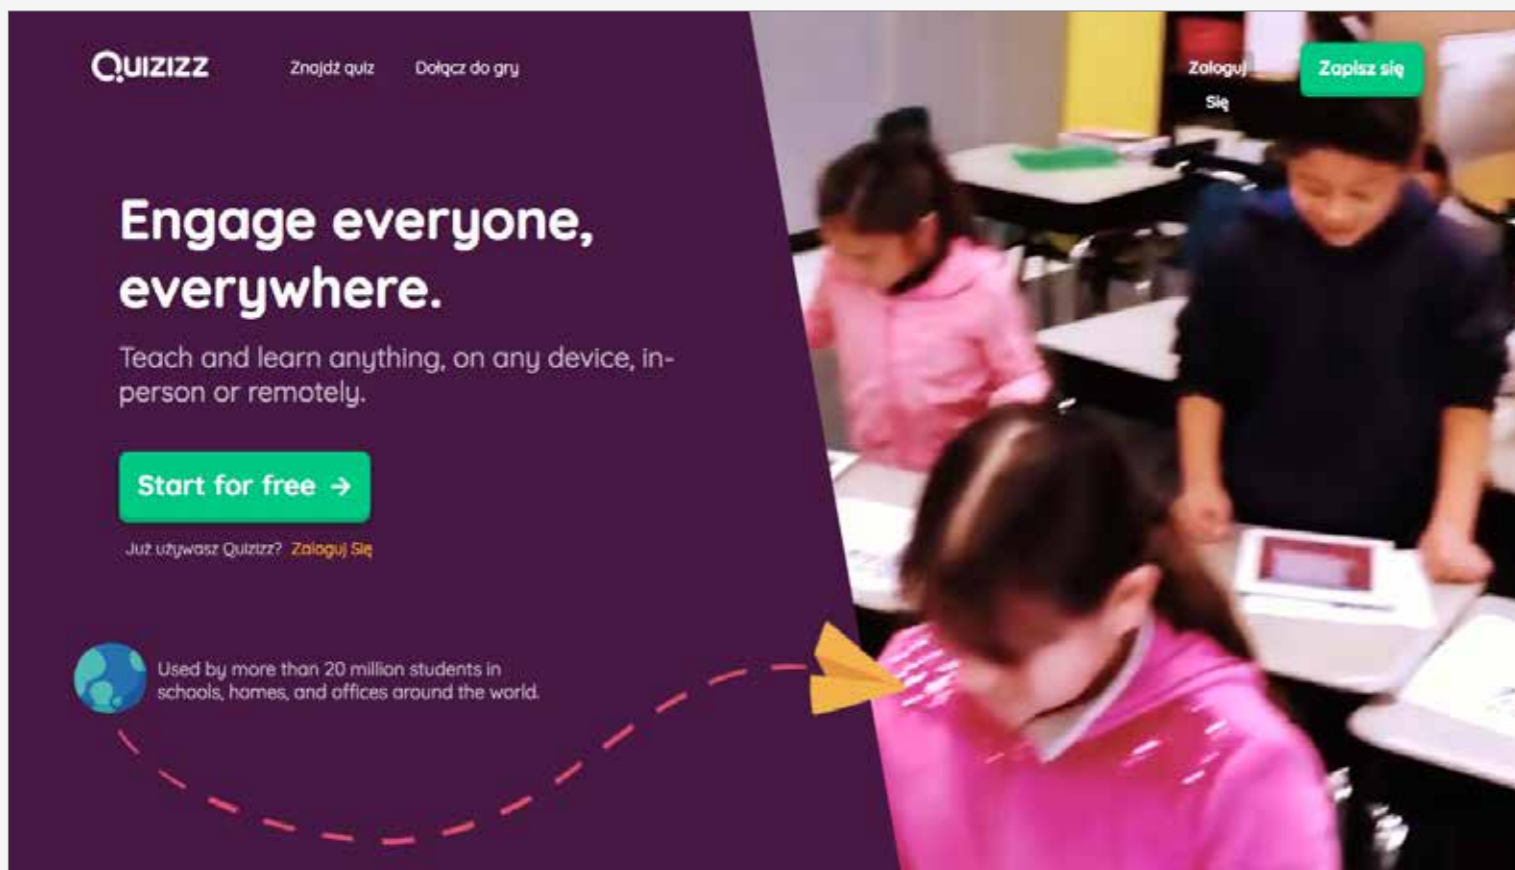 Quizizz
Znajdź quiz
Dołącz do gry
Zaloguj
Się
Zapisz się
Engage everyone,
everywhere.
Teach and learn anything, on any device, in-
person or remotely.
Start for free →
Już używasz Quizizz? Zaloguj Się
Used by more than 20 million students in
schools, homes, and offices around the world.